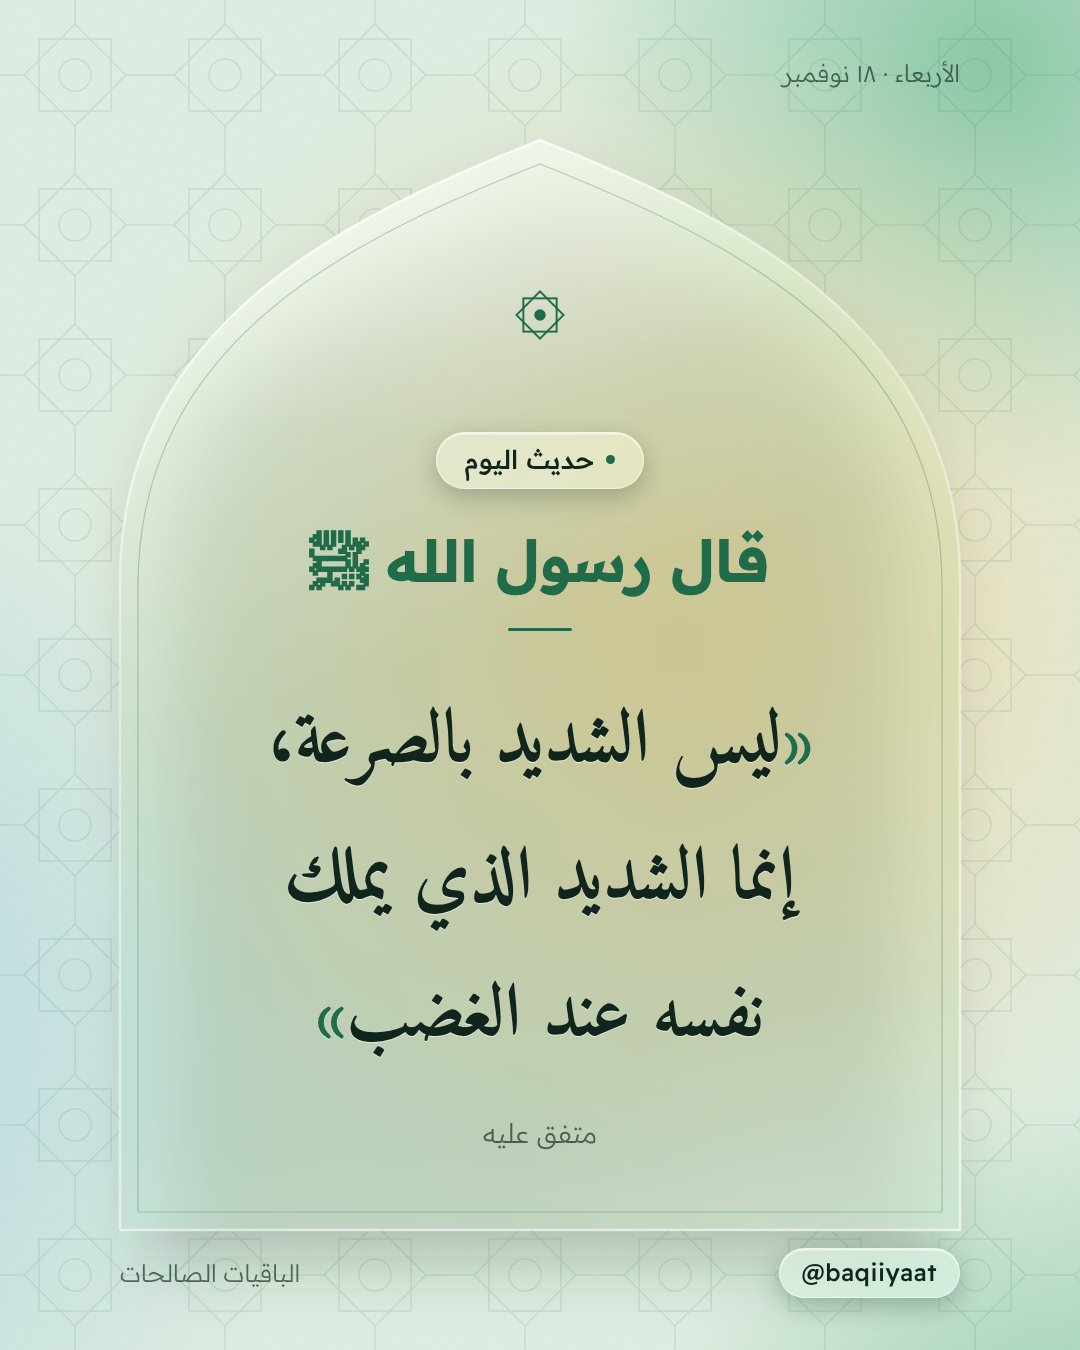 الأربعاء · ١٨ نوفمبر
حديث اليوم
قال رسول الله ﷺ
«ليس الشديد بالصرعة،
إنما الشديد الذي يملك
نفسه عند الغضب»
متفق عليه
@baqiiyaat
الباقيات الصالحات